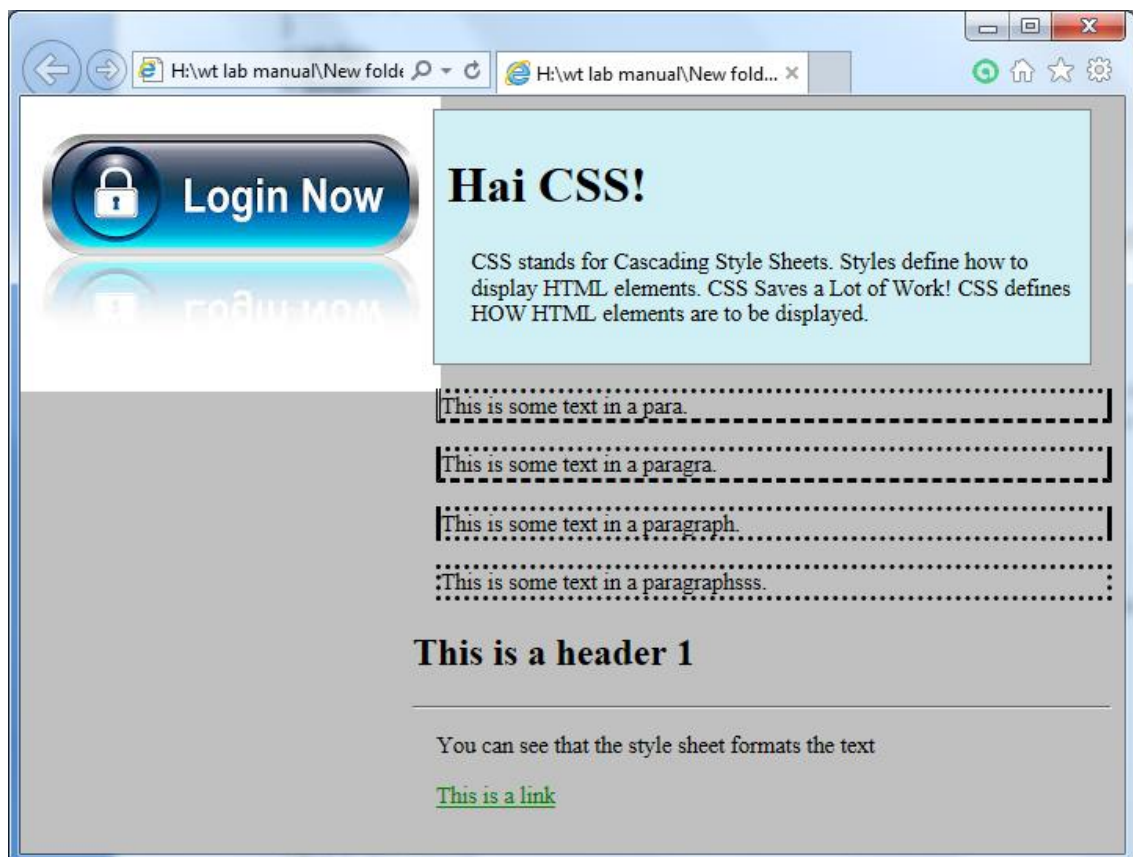 H:\wt lab manual\New folde
H:\wt lab manual\New fold...
Login Now
Login Now
Hai CSS!
CSS stands for Cascading Style Sheets. Styles define how to
display HTML elements. CSS Saves a Lot of Work! CSS defines
HOW HTML elements are to be displayed.
This is some text in a para.
This is some text in a paragra.
This is some text in a paragraph.
This is some text in a paragraphsss.
This is a header 1
You can see that the style sheet formats the text
This is a link